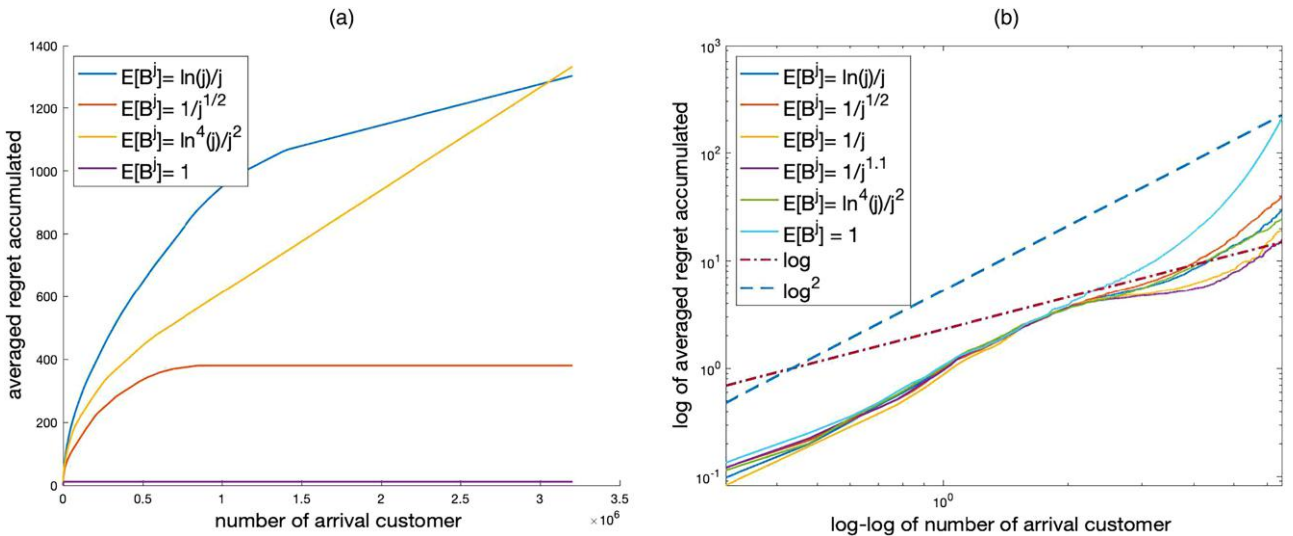 (a)
1400
1200
1000
800
600
400
200
0
averaged regret accumulated
E[B^j]= ln(j)/j
E[B^j]= 1/j^{1/2}
E[B^j]= ln^4(j)/j^2
E[B^j]= 1
0 0.5 1 1.5 2 2.5 3 3.5
number of arrival customer
× 10^6
(b)
10^3
10^2
10^1
10^0
10^{-1}
log of averaged regret accumulated
E[B^j]= ln(j)/j
E[B^j]= 1/j^{1/2}
E[B^j]= 1/j
E[B^j]= 1/j^{1.1}
E[B^j]= ln^4(j)/j^2
E[B^j] = 1
log
log^2
10^0
log-log of number of arrival customer